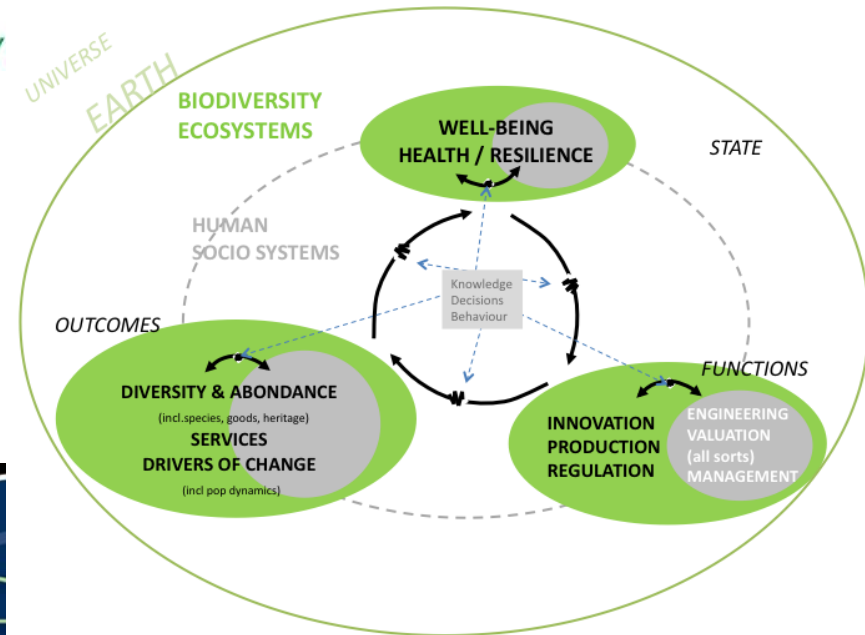 UNIVERSE
EARTH
BIODIVERSITY
ECOSYSTEMS
WELL-BEING
HEALTH / RESILIENCE
STATE
HUMAN
SOCIO SYSTEMS
Knowledge
Decisions
Behaviour
OUTCOMES
DIVERSITY & ABONDANCE
(incl.species, goods, heritage)
SERVICES
DRIVERS OF CHANGE
(incl pop dynamics)
FUNCTIONS
INNOVATION
PRODUCTION
REGULATION
ENGINEERING
VALUATION
(all sorts)
MANAGEMENT